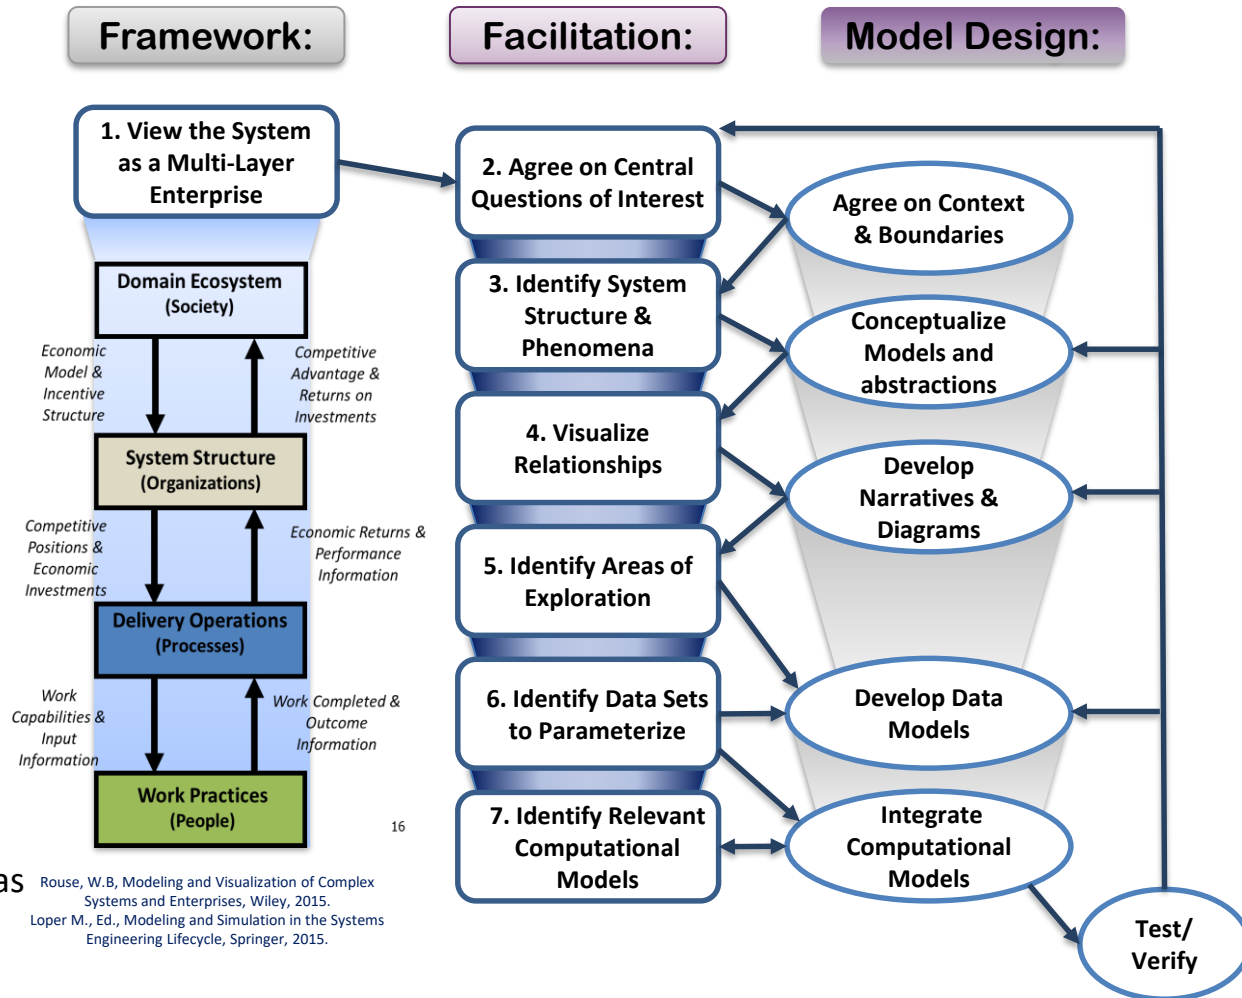 Framework:
Facilitation:
Model Design:
1. View the System
as a Multi-Layer
Enterprise
Domain Ecosystem
(Society)
Economic
Model &
Incentive
Structure
Competitive
Advantage &
Returns on
Investments
System Structure
(Organizations)
Competitive
Positions &
Economic
Investments
Economic Returns &
Performance
Information
Delivery Operations
(Processes)
Work
Capabilities &
Input
Information
Work Completed &
Outcome
Information
Work Practices
(People)
16
as
Rouse, W.B, Modeling and Visualization of Complex
Systems and Enterprises, Wiley, 2015.
Loper M., Ed., Modeling and Simulation in the Systems
Engineering Lifecycle, Springer, 2015.
2. Agree on Central
Questions of Interest
3. Identify System
Structure &
Phenomena
4. Visualize
Relationships
5. Identify Areas of
Exploration
6. Identify Data Sets
to Parameterize
7. Identify Relevant
Computational
Models
Agree on Context
& Boundaries
Conceptualize
Models and
abstractions
Develop
Narratives &
Diagrams
Develop Data
Models
Integrate
Computational
Models
Test/
Verify